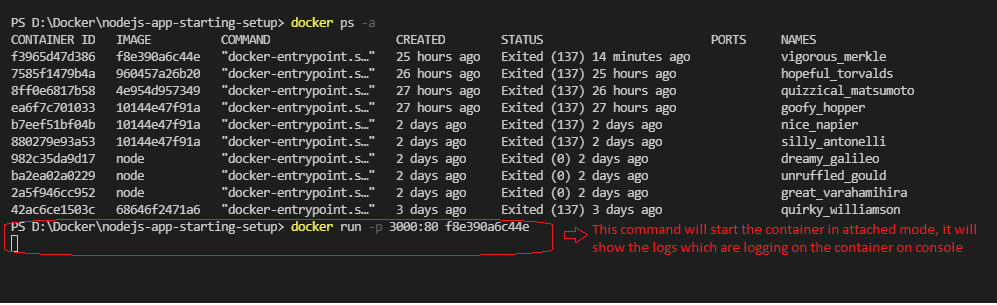 PS D:\Docker\nodejs-app-starting-setup> docker ps -a
CONTAINER ID IMAGE COMMAND CREATED STATUS PORTS NAMES
f3965d47d386 f8e390a6c44e "docker-entrypoint.s…" 25 hours ago Exited (137) 14 minutes ago vigorous_merkle
7585f1479b4a 960457a26b20 "docker-entrypoint.s…" 26 hours ago Exited (137) 25 hours ago hopeful_torvalds
8ff0e6817b58 4e954d957349 "docker-entrypoint.s…" 27 hours ago Exited (137) 26 hours ago quizzical_matsumoto
ea6f7c701033 10144e47f91a "docker-entrypoint.s…" 27 hours ago Exited (137) 27 hours ago goofy_hopper
b7eef51bf04b 10144e47f91a "docker-entrypoint.s…" 2 days ago Exited (137) 2 days ago nice_napier
880279e93a53 10144e47f91a "docker-entrypoint.s…" 2 days ago Exited (137) 2 days ago silly_antonelli
982c35da9d17 node "docker-entrypoint.s…" 2 days ago Exited (0) 2 days ago dreamy_galileo
ba2ea02a0229 node "docker-entrypoint.s…" 2 days ago Exited (0) 2 days ago unruffled_gould
2a5f946cc952 node "docker-entrypoint.s…" 2 days ago Exited (0) 2 days ago great_varahamihira
42ac6ce1503c 68646f2471a6 "docker-entrypoint.s…" 3 days ago Exited (137) 3 days ago quirky_williamson
PS D:\Docker\nodejs-app-starting-setup> docker run -p 3000:80 f8e390a6c44e
This command will start the container in attached mode, it will
show the logs which are logging on the container on console